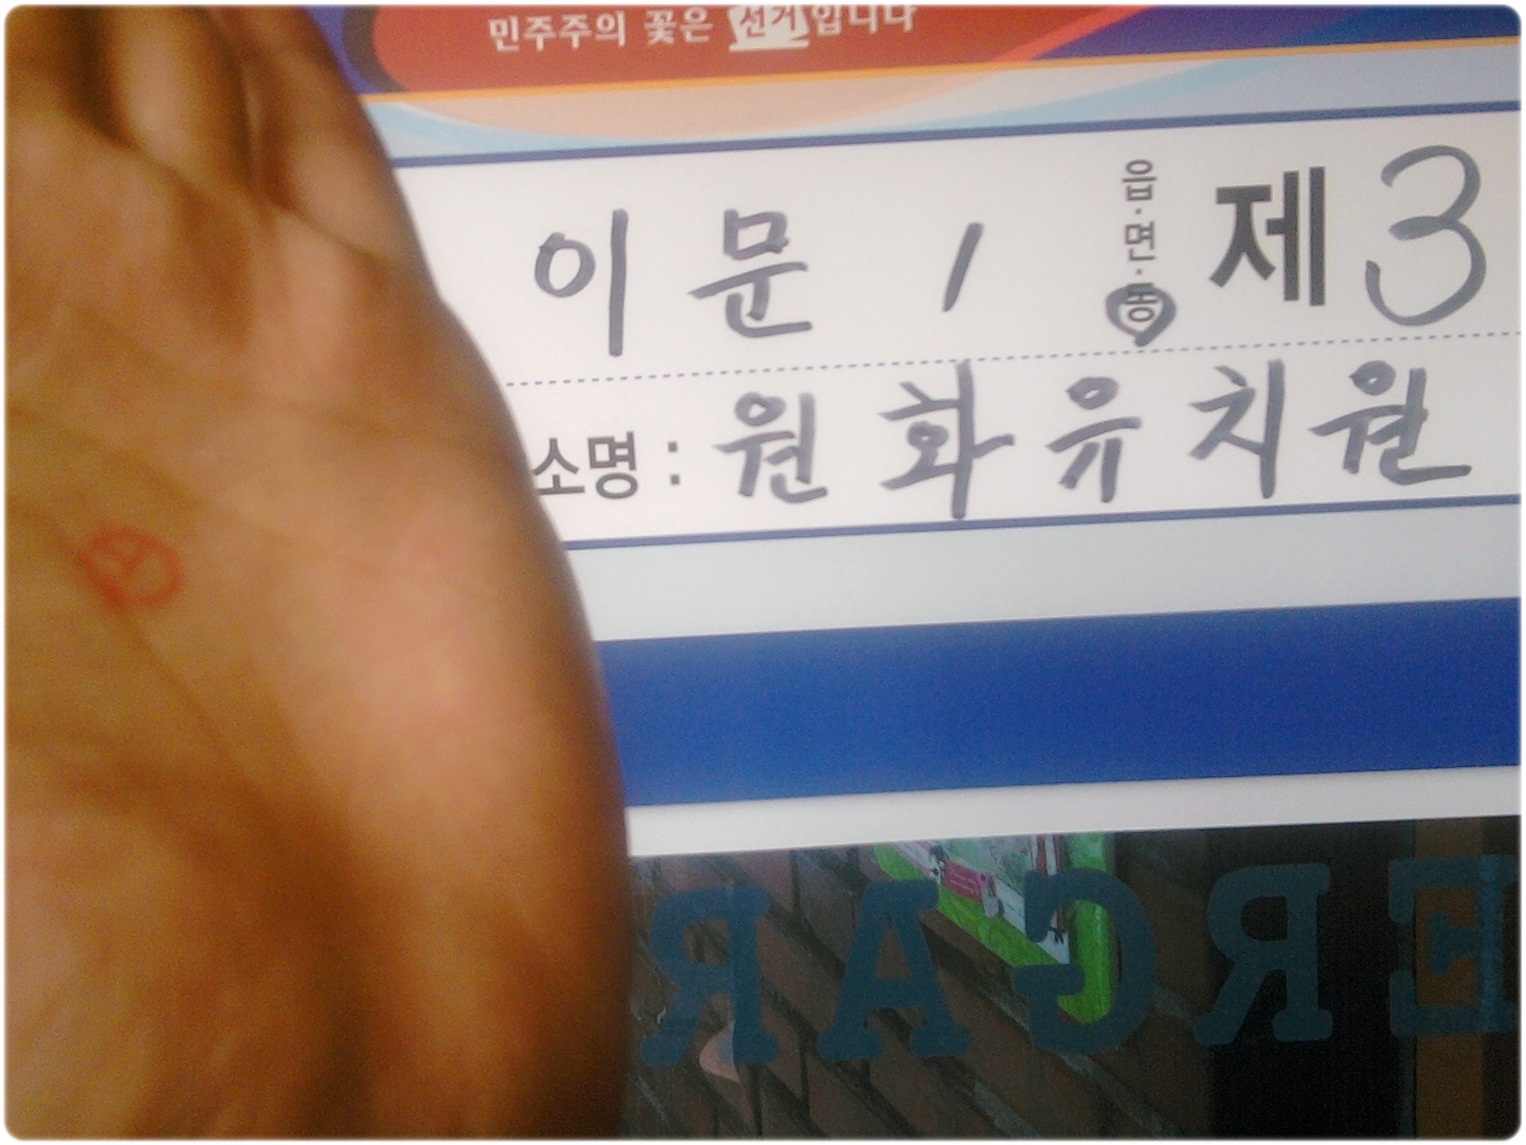 민주주의 꽃은 선거입니다
이문 1 읍·면·동 제3
소명 : 원화유치원
ERGAR